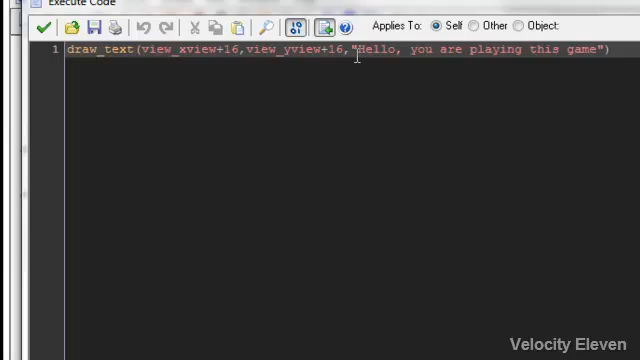 Execute Code
Applies To: Self Other Object:
1 draw_text(view_xview+16,view_yview+16,"Hello, you are playing this game")
Velocity Eleven